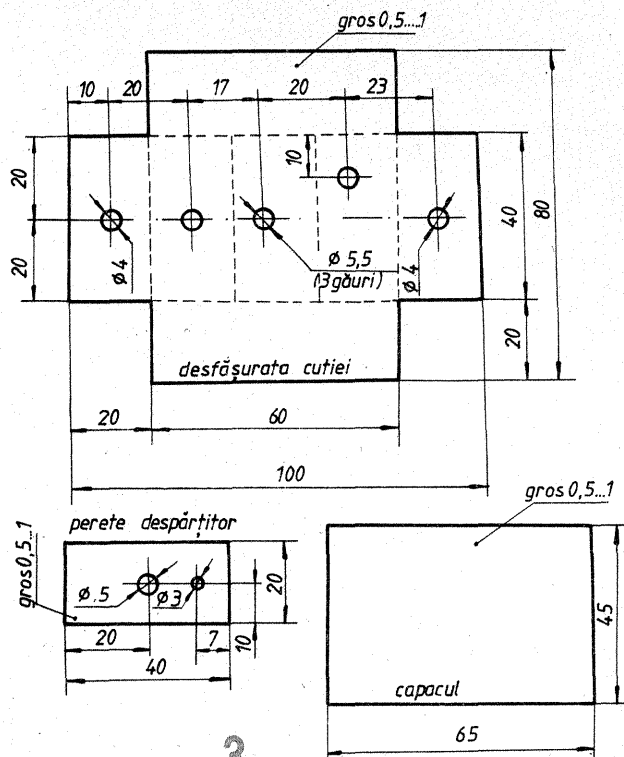 gros 0,5....1
10
20
17
20
23
10
20
20
40
80
Ø4
Ø 5,5
(3 găuri)
Ø4
20
desfășurata cutiei
20
60
100
gros 0,5...1
perete despărțitor
gros 0,5...1
Ø.5
Ø3
20
20
7
10
40
45
capacul
65
3